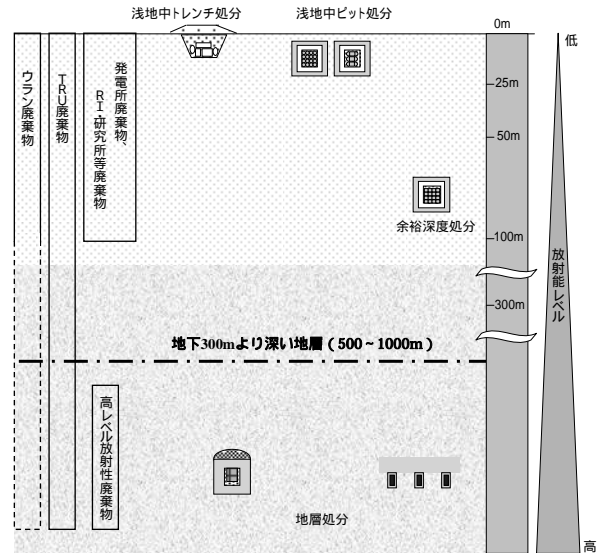 浅地中トレンチ処分
浅地中ピット処分
0m
低
25m
50m
100m
300m
ウラン廃棄物
TRU廃棄物
発電所廃棄物、
RI・研究所等廃棄物
余裕深度処分
放射能レベル
地下300mより深い地層(500~1000m)
高レベル放射性廃棄物
地層処分
高